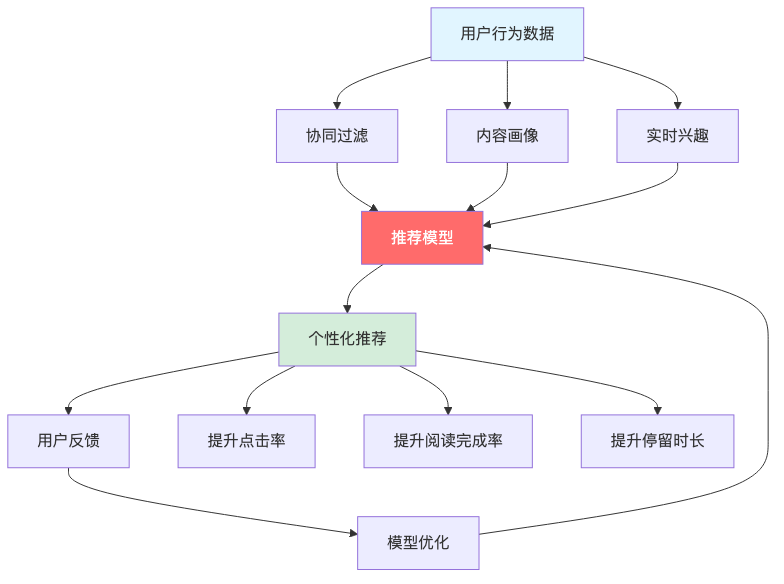 用户行为数据
协同过滤
内容画像
实时兴趣
推荐模型
个性化推荐
用户反馈
提升点击率
提升阅读完成率
提升停留时长
模型优化